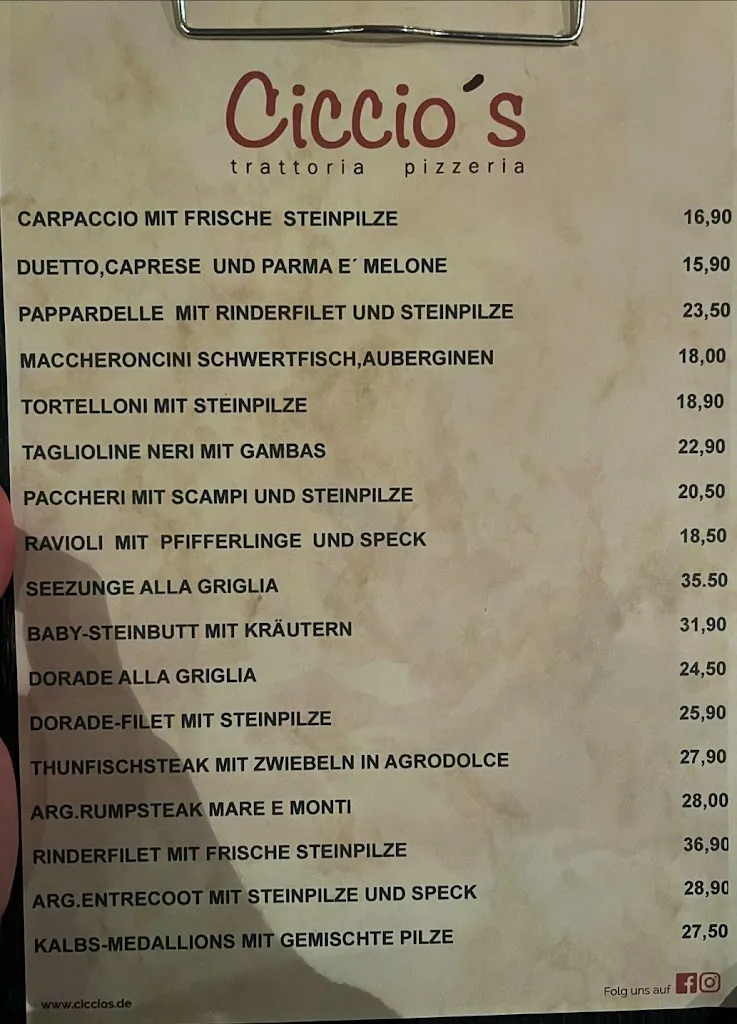 Ciccio´s
trattoria pizzeria
CARPACCIO MIT FRISCHE STEINPILZE 16,90
DUETTO,CAPRESE UND PARMA E´ MELONE 15,90
PAPPARDELLE MIT RINDERFILET UND STEINPILZE 23,50
MACCHERONCINI SCHWERTFISCH,AUBERGINEN 18,00
TORTELLONI MIT STEINPILZE 18,90
TAGLIOLINE NERI MIT GAMBAS 22,90
PACCHERI MIT SCAMPI UND STEINPILZE 20,50
RAVIOLI MIT PFIFFERLINGE UND SPECK 18,50
SEEZUNGE ALLA GRIGLIA 35.50
BABY-STEINBUTT MIT KRÄUTERN 31,90
DORADE ALLA GRIGLIA 24,50
DORADE-FILET MIT STEINPILZE 25,90
THUNFISCHSTEAK MIT ZWIEBELN IN AGRODOLCE 27,90
ARG.RUMPSTEAK MARE E MONTI 28,00
RINDERFILET MIT FRISCHE STEINPILZE 36,90
ARG.ENTRECOOT MIT STEINPILZE UND SPECK 28,90
KALBS-MEDALLIONS MIT GEMISCHTE PILZE 27,50
Folg uns auf
www.ciccios.de